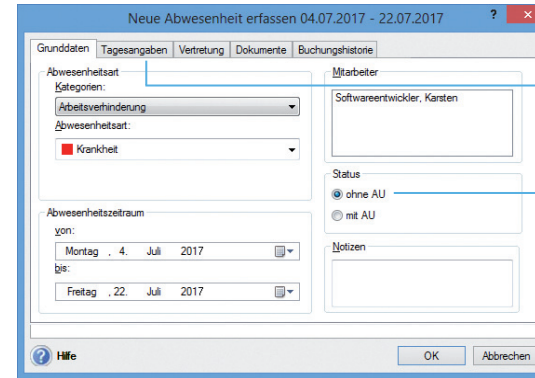 Neue Abwesenheit erfassen 04.07.2017 - 22.07.2017 ? ×
Grunddaten Tagesangaben Vertretung Dokumente Buchungshistorie
Abwesenheitsart
Kategorien:
Arbeitsverhinderung
Abwesenheitsart:
Krankheit
Mitarbeiter
Softwareentwickler, Karsten
Status
ohne AU
mit AU
Abwesenheitszeitraum
von:
Montag , 4. Juli 2017
bis:
Freitag , 22. Juli 2017
Notizen
? Hilfe
OK Abbrechen